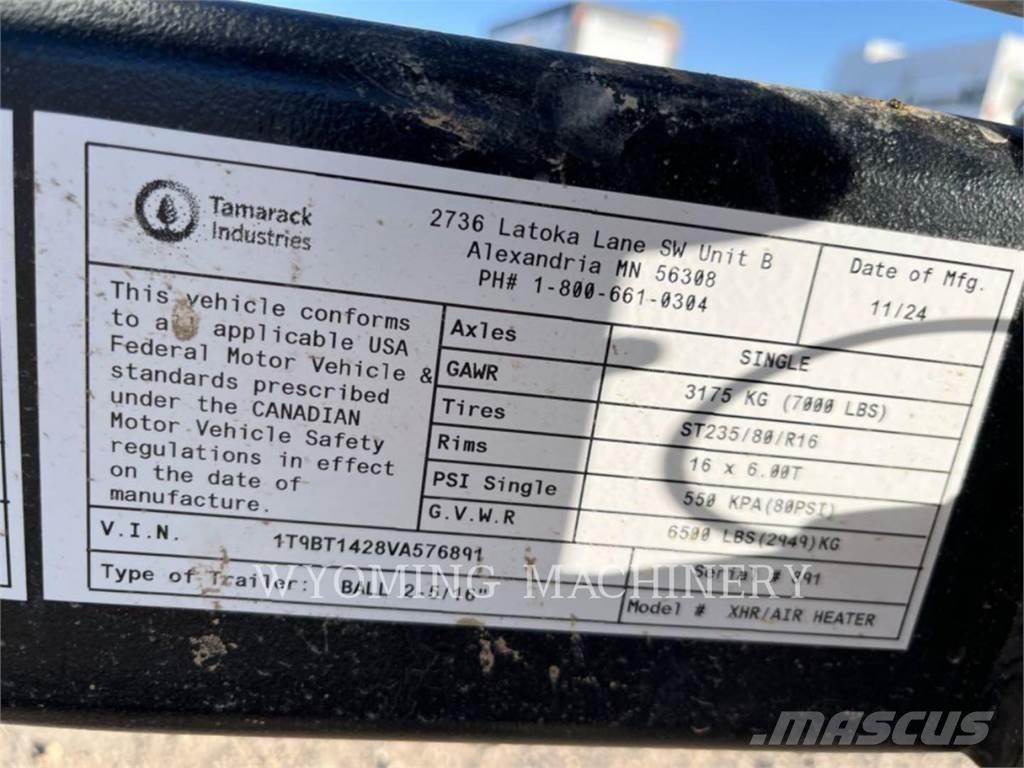 Tamarack
Industries
2736 Latoka Lane SW Unit B
Alexandria MN 56308
PH# 1-800-661-0304
Date of Mfg.
11/24
This vehicle conforms
to applicable USA
Federal Motor Vehicle &
standards prescribed
under the CANADIAN
Motor Vehicle Safety
regulations in effect
on the date of
manufacture.
Axles SINGLE
GAWR 3175 KG (7000 LBS)
Tires ST235/80/R16
Rims 16 x 6.00T
PSI Single 550 KPA(80PSI)
G.V.W.R 6500 LBS(2949)KG
V.I.N. 1T9BT1428VA576891
Serial #
Type of Trailer: BALL 2-5/16"
Model # XHR/AIR HEATER
WYOMING MACHINERY
MASCUS